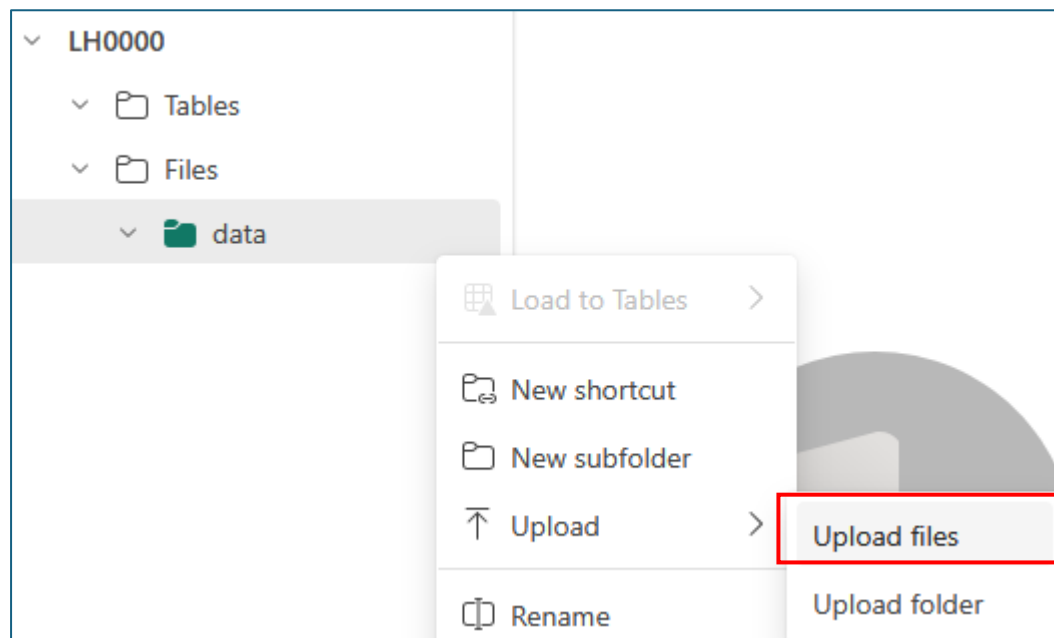 LH0000
Tables
Files
data
Load to Tables
New shortcut
New subfolder
Upload
Upload files
Upload folder
Rename